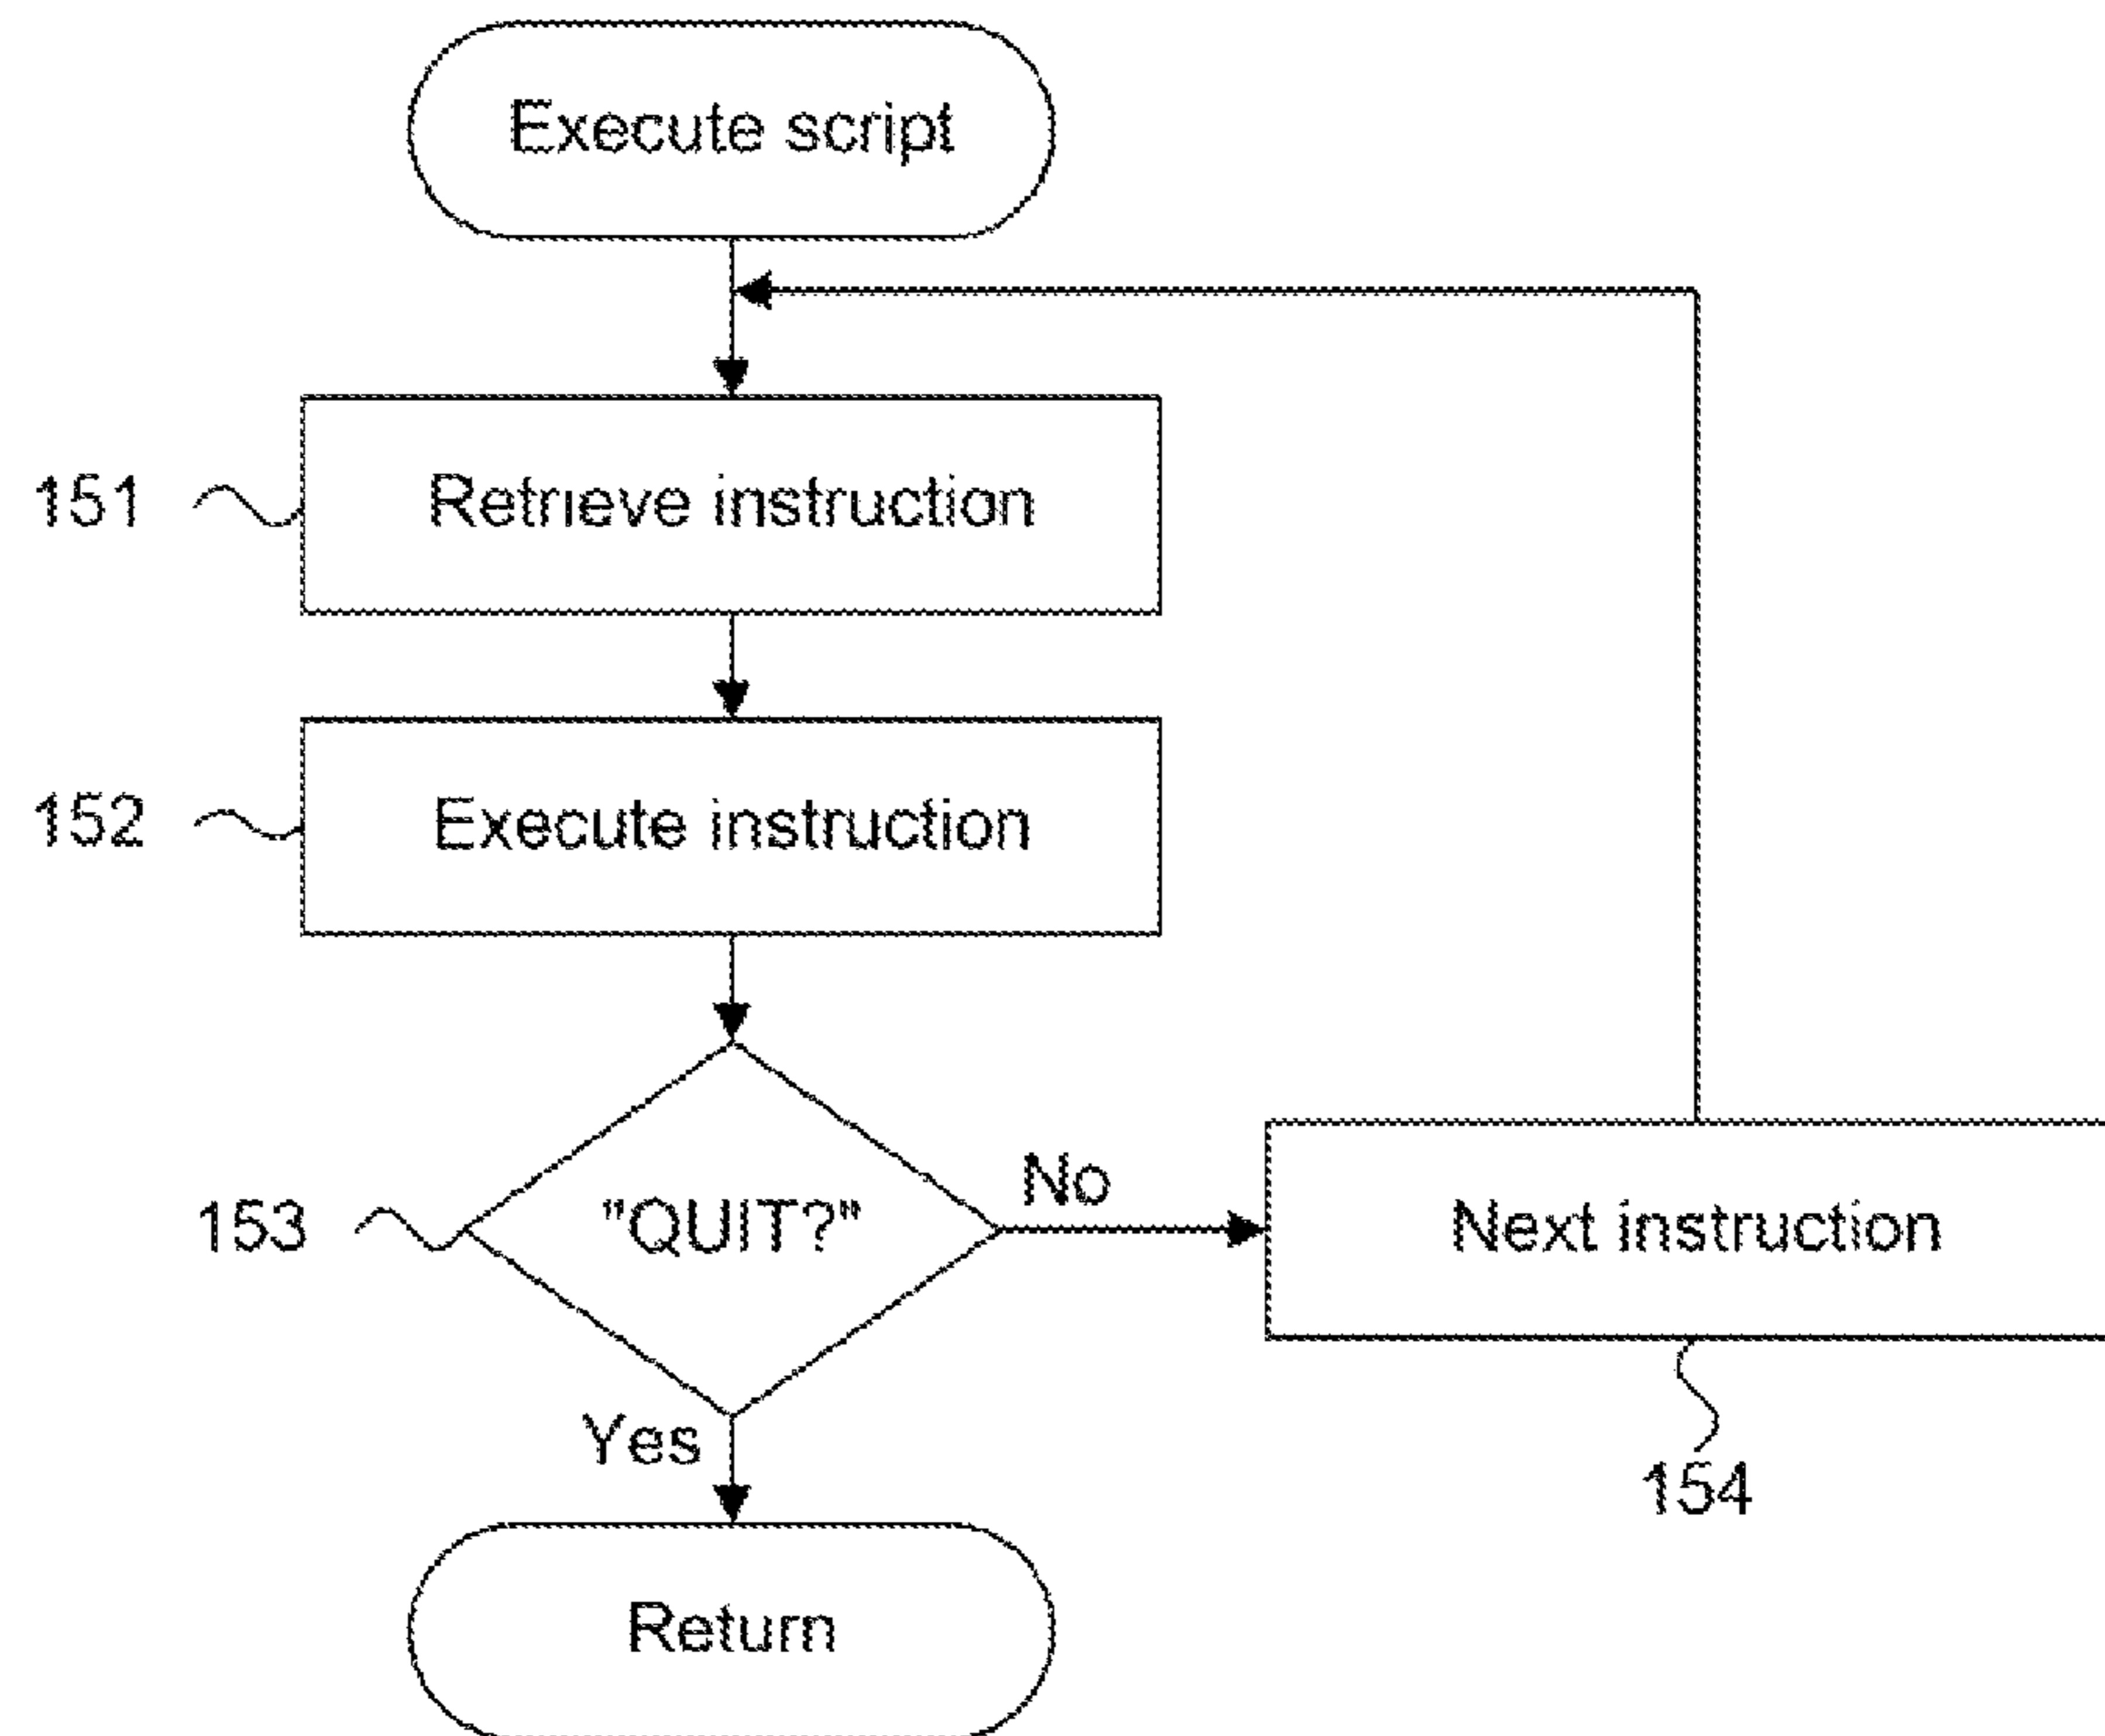 Execute script
151 Retrieve instruction
152 Execute instruction
153 "QUIT?" No Next instruction
Yes
154
Return